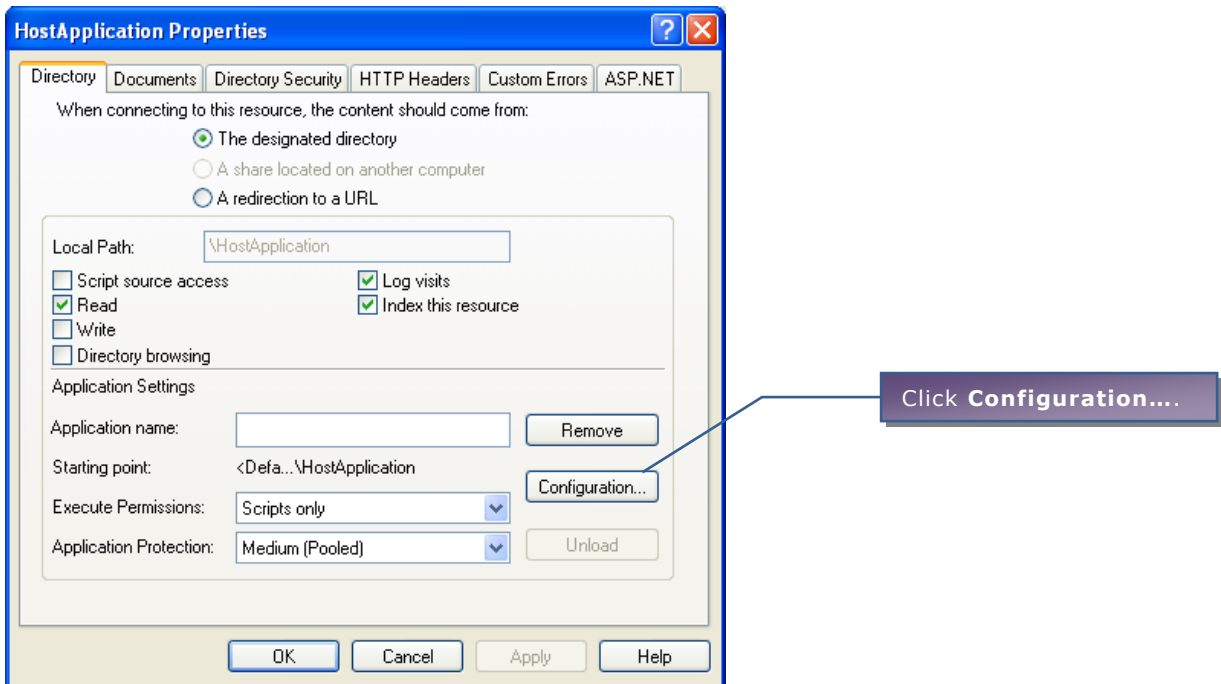 HostApplication Properties
Directory Documents Directory Security HTTP Headers Custom Errors ASP.NET
When connecting to this resource, the content should come from:
The designated directory
A share located on another computer
A redirection to a URL
Local Path: \HostApplication
Script source access Log visits
Read Index this resource
Write
Directory browsing
Application Settings
Application name: Remove
Starting point: <Defa...\HostApplication
Configuration...
Execute Permissions: Scripts only
Application Protection: Medium (Pooled) Unload
OK Cancel Apply Help
Click Configuration….